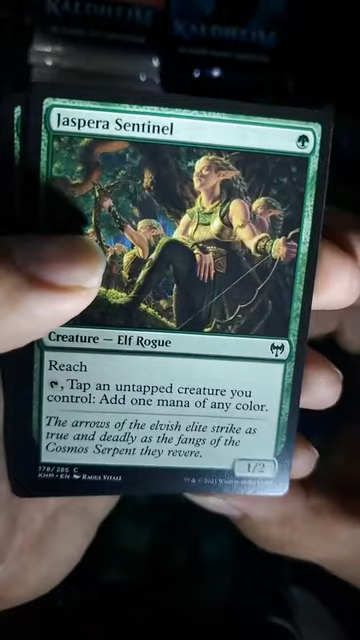 KALDHEIM
KALDHEIM
Jaspera Sentinel
Creature — Elf Rogue
Reach
, Tap an untapped creature you
control: Add one mana of any color.
The arrows of the elvish elite strike as
true and deadly as the fangs of the
Cosmos Serpent they revere.
1/2
178/285 C
KHM • EN RAOUL VITALE
™ & © 2021 Wizards of the Coast